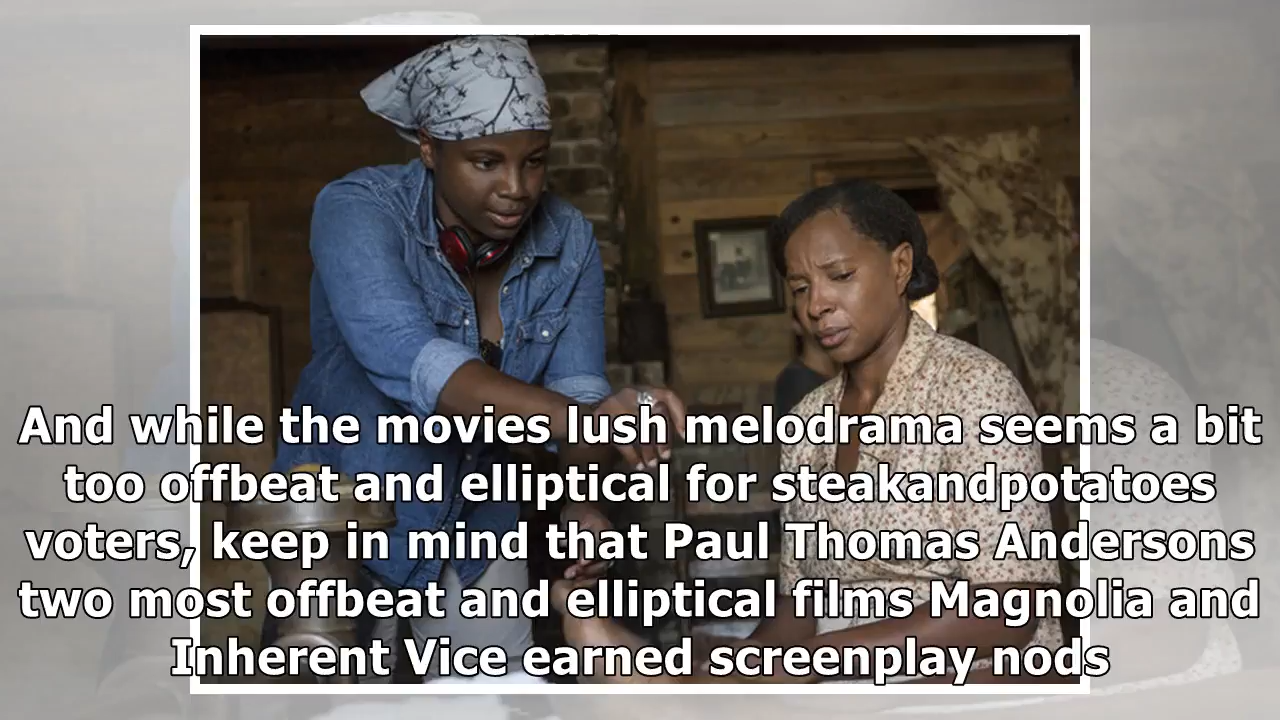 And while the movies lush melodrama seems a bit
too offbeat and elliptical for steakandpotatoes
voters, keep in mind that Paul Thomas Andersons
two most offbeat and elliptical films Magnolia and
Inherent Vice earned screenplay nods